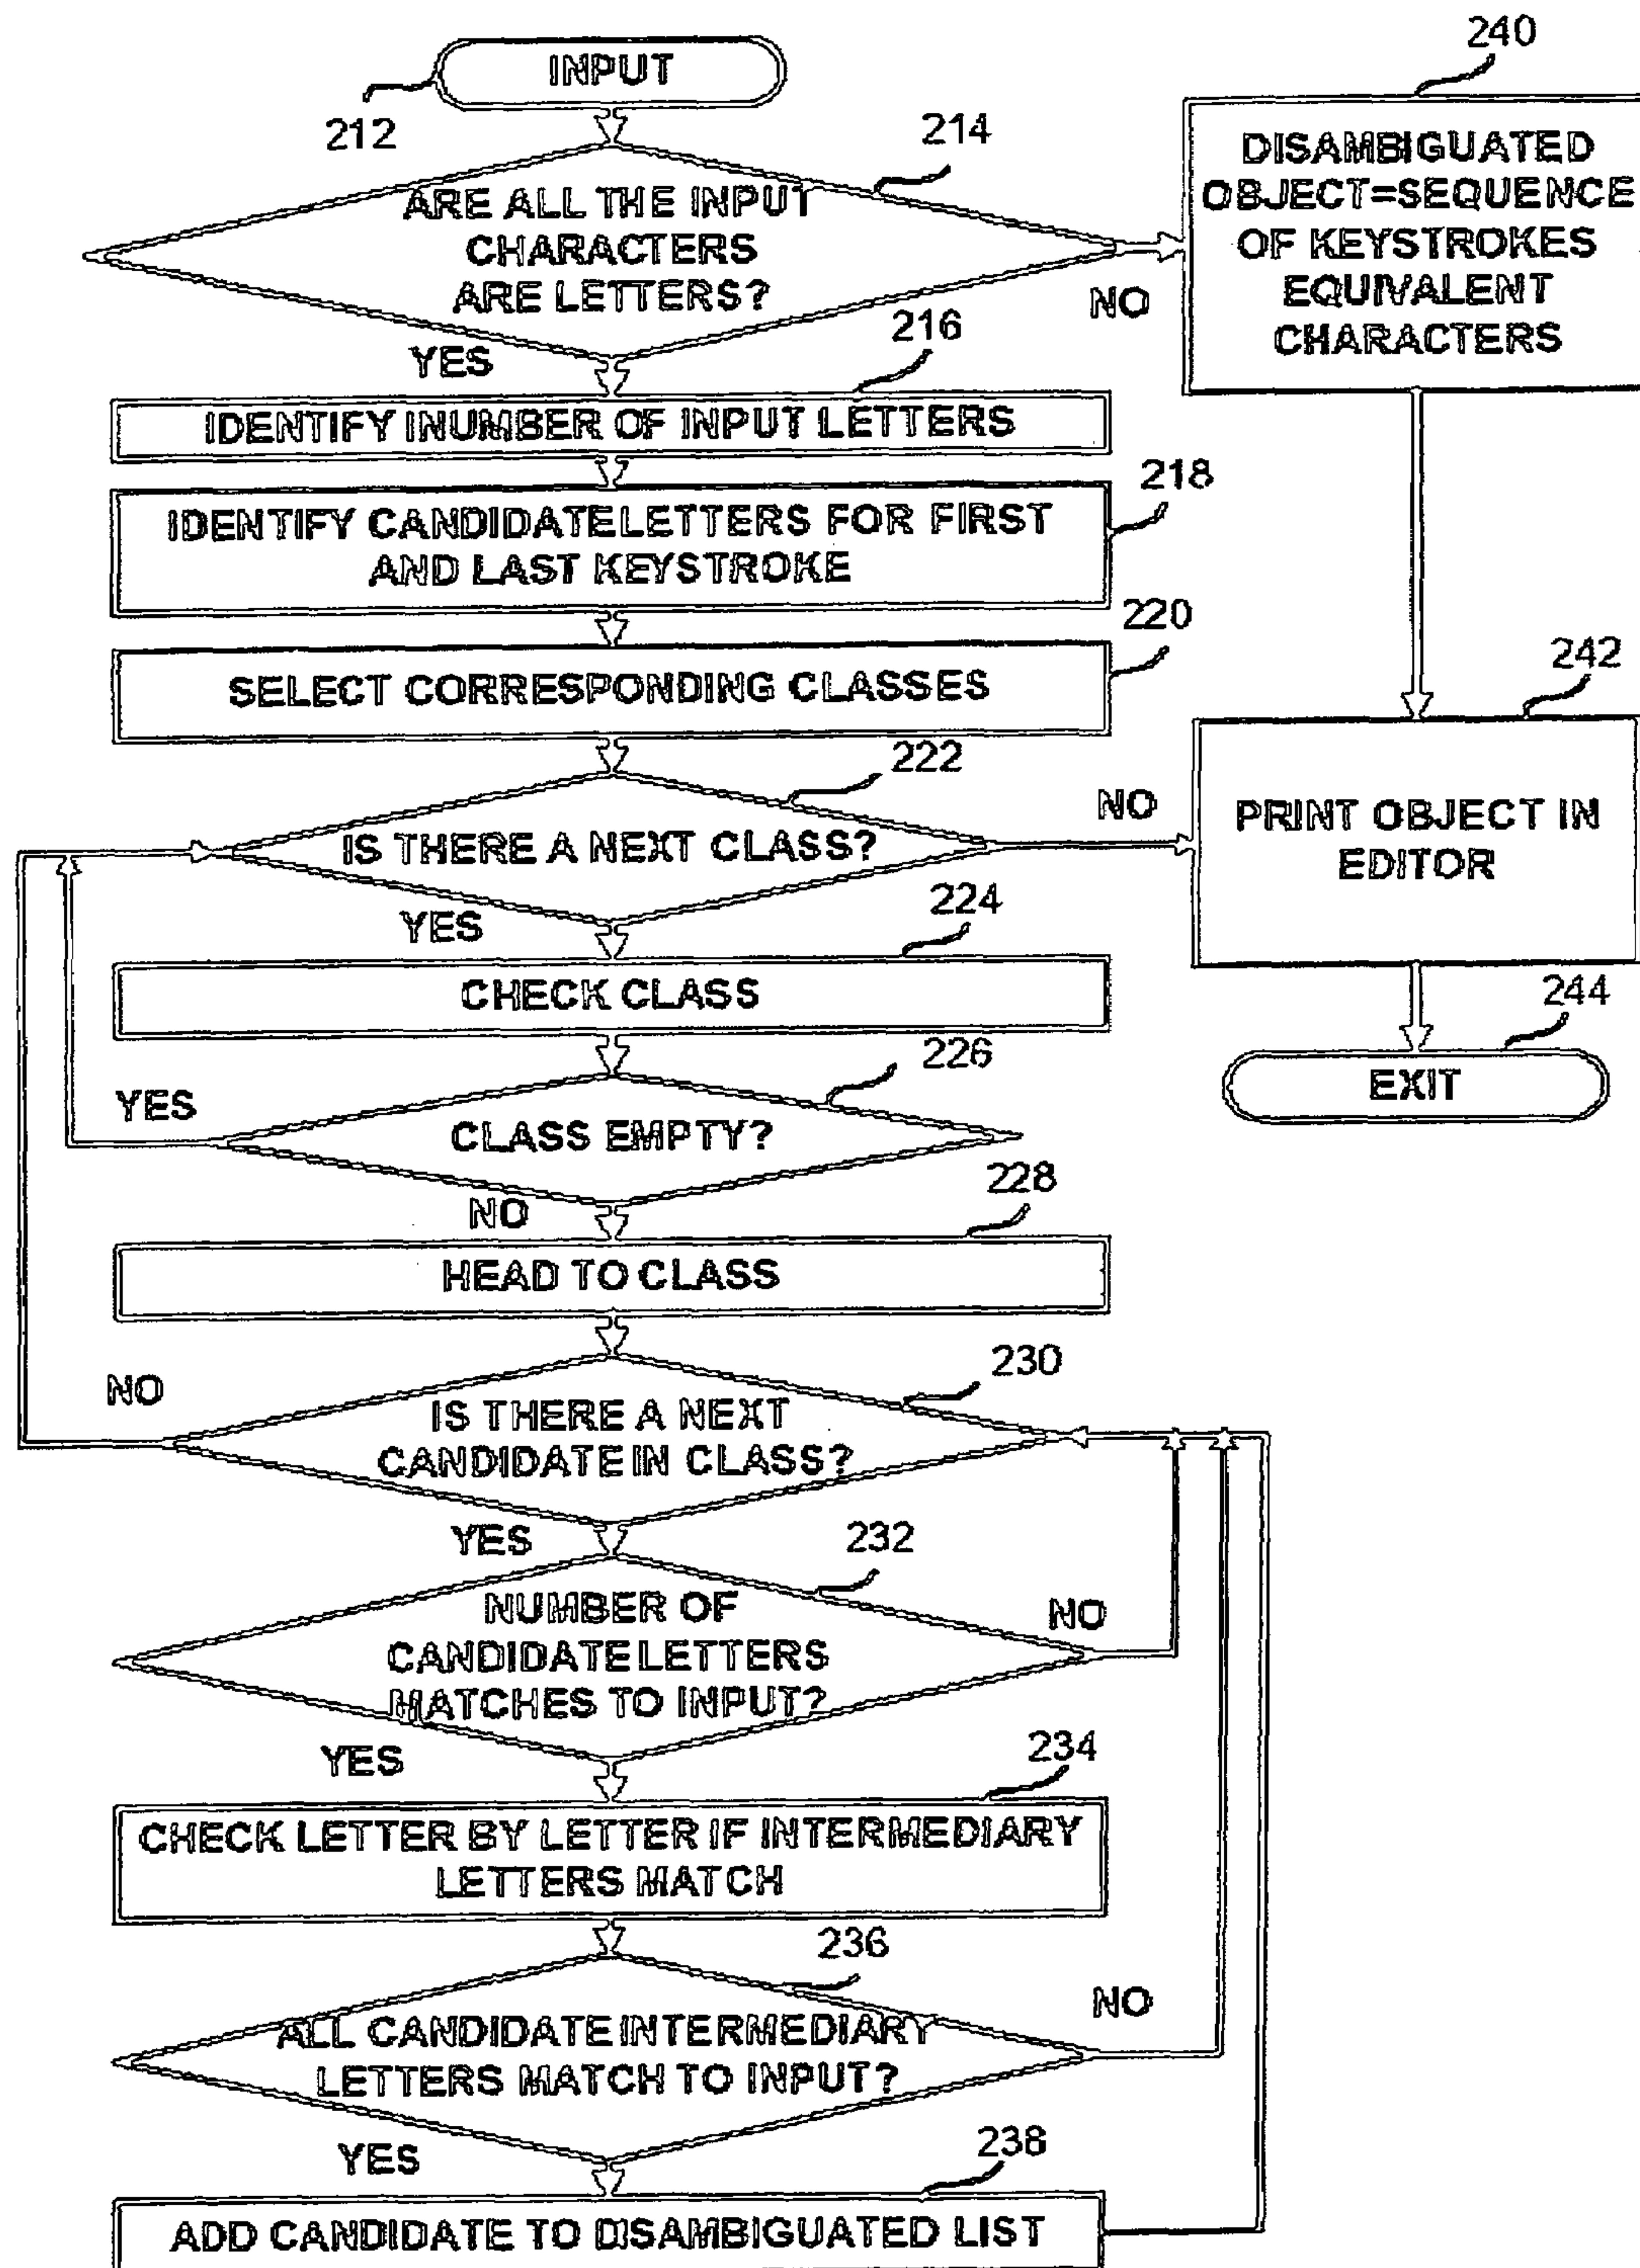 INPUT
212
214
ARE ALL THE INPUT
CHARACTERS
ARE LETTERS?
NO
YES
240
DISAMBIGUATED
OBJECT=SEQUENCE
OF KEYSTROKES
EQUIVALENT
CHARACTERS
216
IDENTIFY INUMBER OF INPUT LETTERS
218
IDENTIFY CANDIDATE LETTERS FOR FIRST
AND LAST KEYSTROKE
220
SELECT CORRESPONDING CLASSES
222
IS THERE A NEXT CLASS?
NO
YES
242
PRINT OBJECT IN
EDITOR
244
EXIT
224
CHECK CLASS
226
CLASS EMPTY?
YES
NO
228
HEAD TO CLASS
230
IS THERE A NEXT
CANDIDATE IN CLASS?
NO
YES
232
NUMBER OF
CANDIDATE LETTERS
MATCHES TO INPUT?
NO
YES
234
CHECK LETTER BY LETTER IF INTERMEDIARY
LETTERS MATCH
236
ALL CANDIDATE INTERMEDIARY
LETTERS MATCH TO INPUT?
NO
YES
238
ADD CANDIDATE TO DISAMBIGUATED LIST